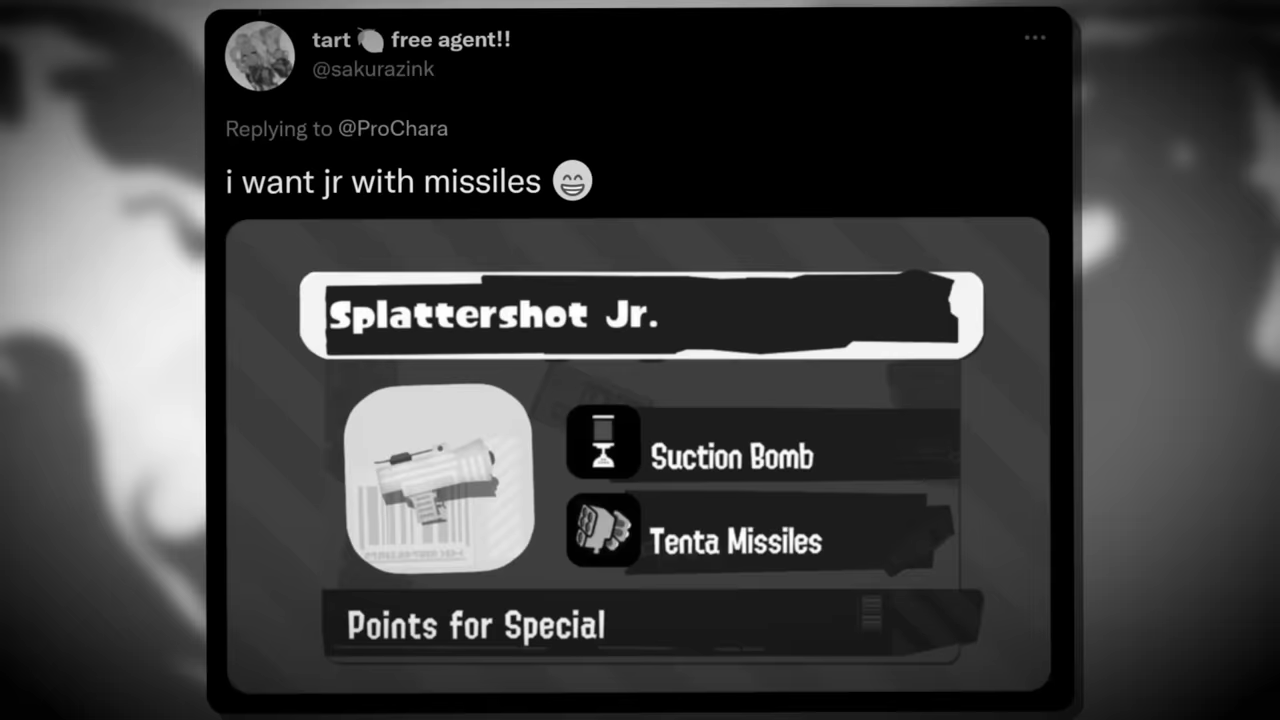 tart 🍋 free agent!!
@sakurazink
Replying to @ProChara
i want jr with missiles 😁
Splattershot Jr.
Suction Bomb
Tenta Missiles
Points for Special